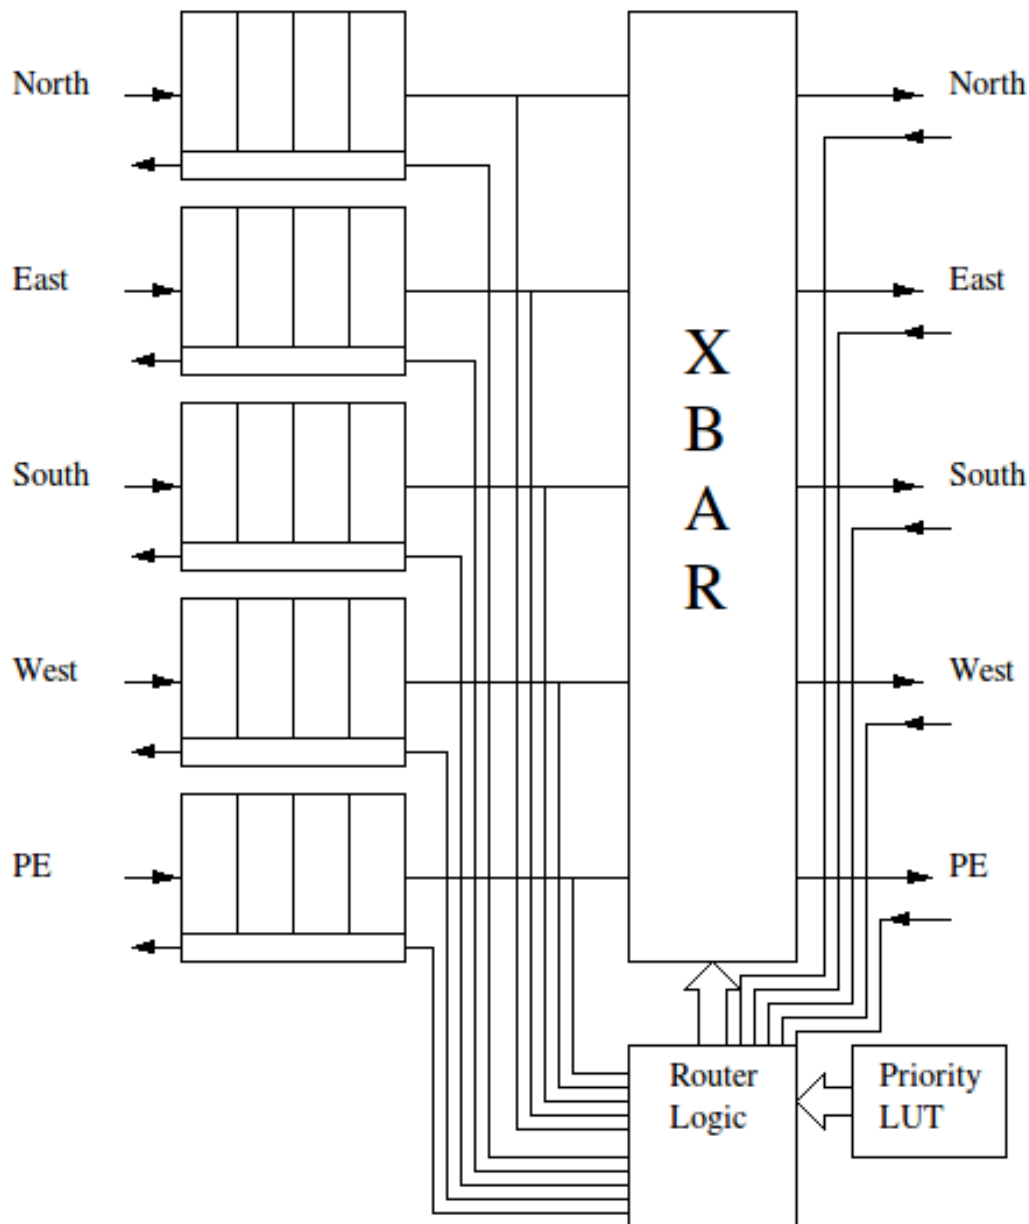 North
North
East
East
X
B
A
R
South
South
West
West
PE
PE
Router
Logic
Priority
LUT